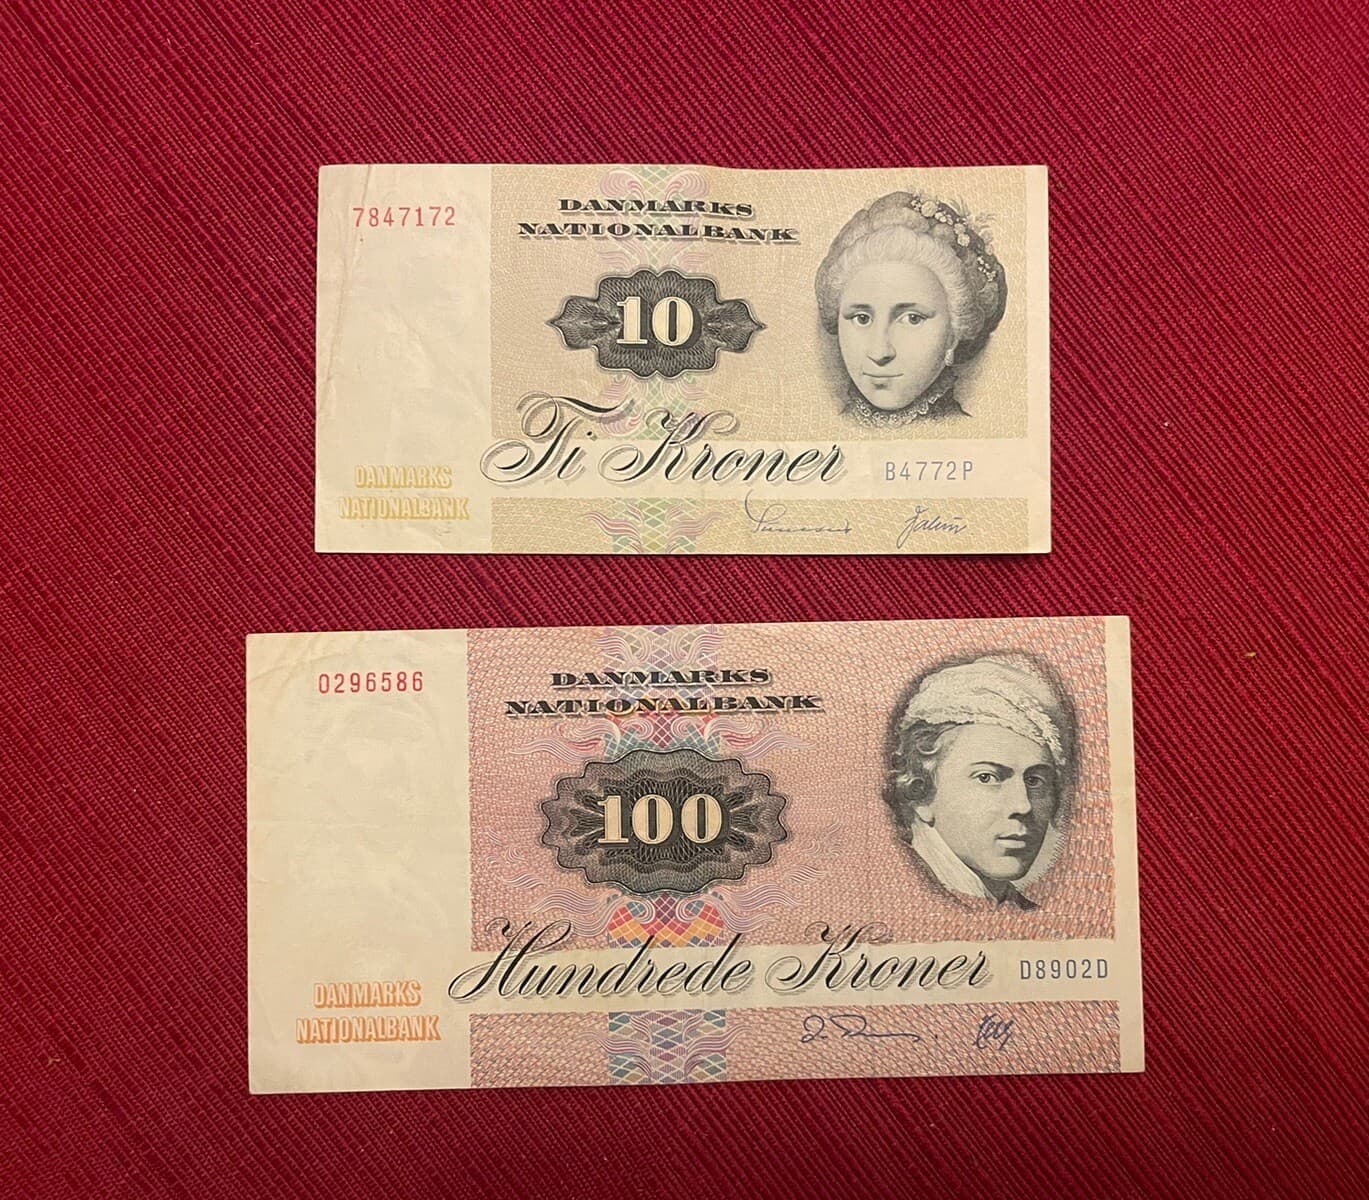 7847172
DANMARKS
NATIONALBANK
10
Ti Kroner
B4772P
DANMARKS
NATIONALBANK
0296586
DANMARKS
NATIONALBANK
100
Hundrede Kroner
D8902D
DANMARKS
NATIONALBANK